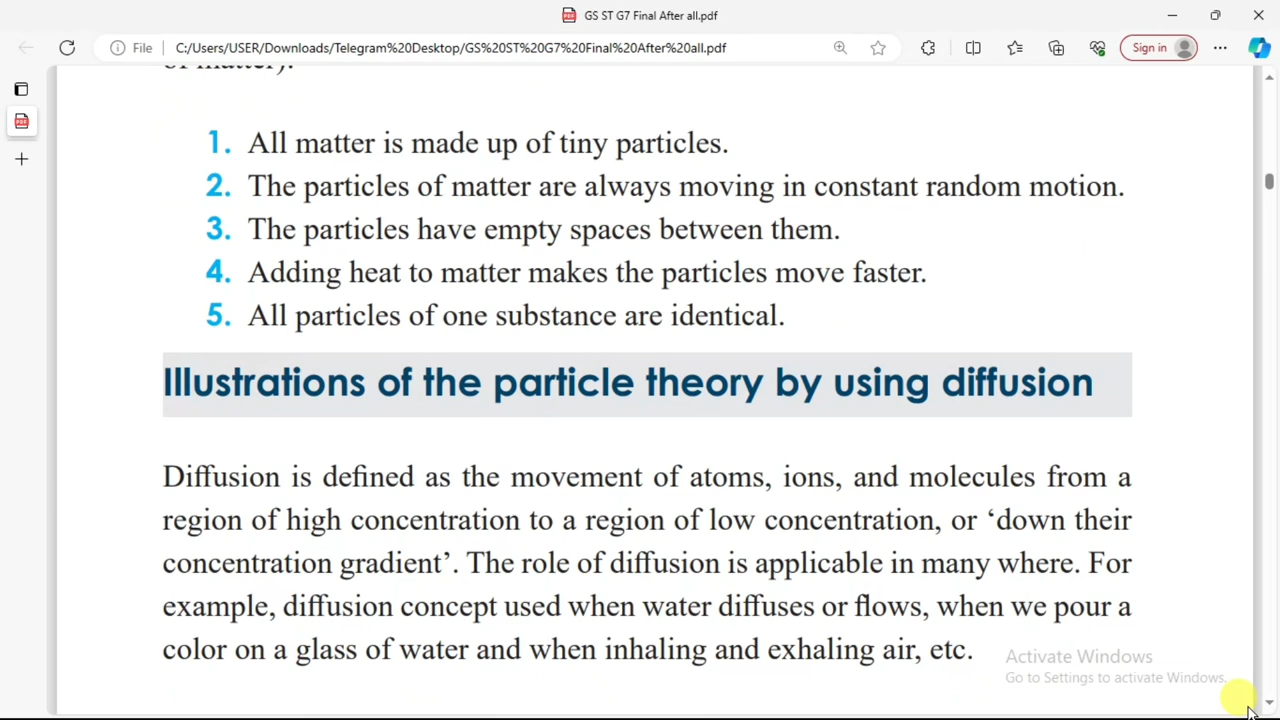 GS ST G7 Final After all.pdf
File
C:/Users/USER/Downloads/Telegram%20Desktop/GS%20ST%20G7%20Final%20After%20all.pdf
Sign in
of matter).
1. All matter is made up of tiny particles.
2. The particles of matter are always moving in constant random motion.
3. The particles have empty spaces between them.
4. Adding heat to matter makes the particles move faster.
5. All particles of one substance are identical.
Illustrations of the particle theory by using diffusion
Diffusion is defined as the movement of atoms, ions, and molecules from a
region of high concentration to a region of low concentration, or ‘down their
concentration gradient’. The role of diffusion is applicable in many where. For
example, diffusion concept used when water diffuses or flows, when we pour a
color on a glass of water and when inhaling and exhaling air, etc.
Activate Windows
Go to Settings to activate Windows.